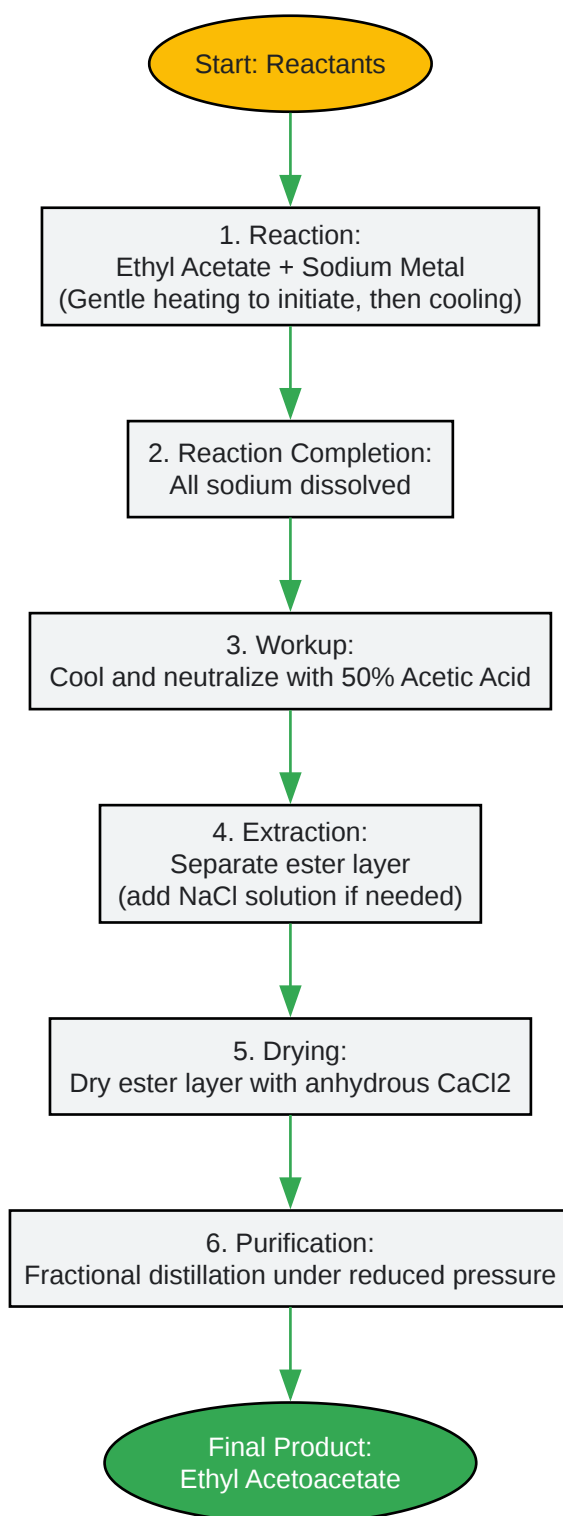 Start: Reactants
1. Reaction:
Ethyl Acetate + Sodium Metal
(Gentle heating to initiate, then cooling)
2. Reaction Completion:
All sodium dissolved
3. Workup:
Cool and neutralize with 50% Acetic Acid
4. Extraction:
Separate ester layer
(add NaCl solution if needed)
5. Drying:
Dry ester layer with anhydrous CaCl2
6. Purification:
Fractional distillation under reduced pressure
Final Product:
Ethyl Acetoacetate